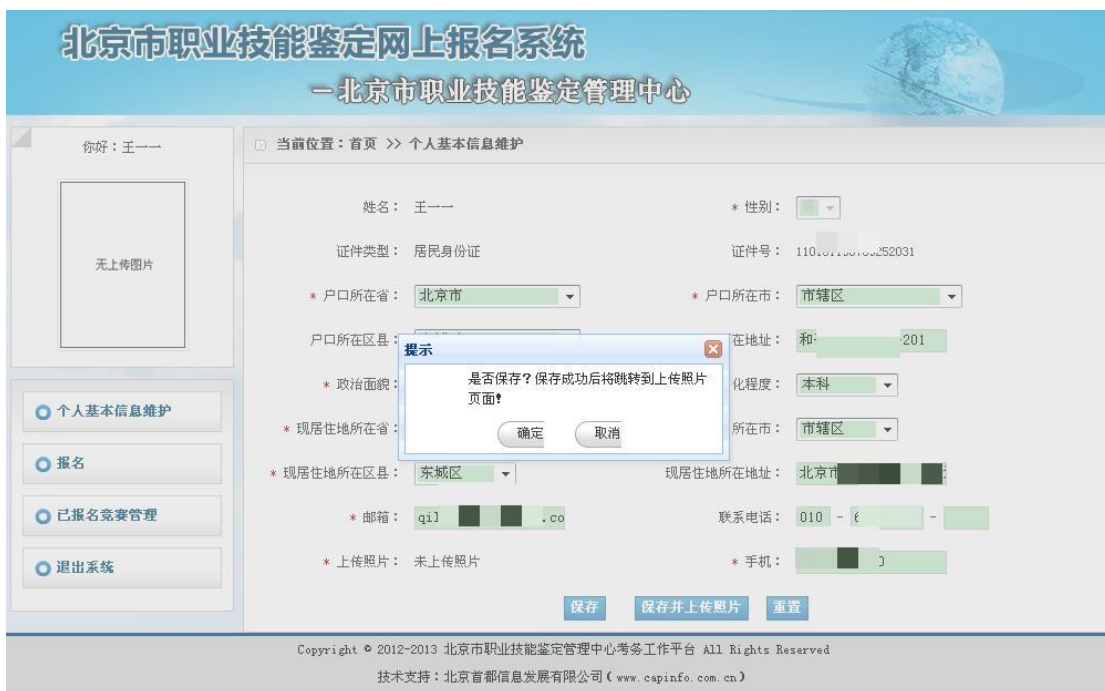 北京市职业技能鉴定网上报名系统
－北京市职业技能鉴定管理中心
你好：王一一
无上传图片
个人基本信息维护
报名
已报名竞赛管理
退出系统
当前位置：首页 >> 个人基本信息维护
姓名： 王一一 * 性别：
证件类型： 居民身份证 证件号： 252031
* 户口所在省： 北京市 * 户口所在市： 市辖区
户口所在区县： 在地址： 和 -201
* 政治面貌： 化程度： 本科
* 现居住地所在省： 所在市： 市辖区
* 现居住地所在区县： 东城区 现居住地所在地址： 北京市
* 邮箱： qil .co 联系电话： 010 - 6 -
* 上传照片： 未上传照片 * 手机：
提示
是否保存？保存成功后将跳转到上传照片
页面！
确定 取消
保存 保存并上传照片 重置
Copyright © 2012-2013 北京市职业技能鉴定管理中心考务工作平台 All Rights Reserved
技术支持：北京首都信息发展有限公司（www.capinfo.com.cn）